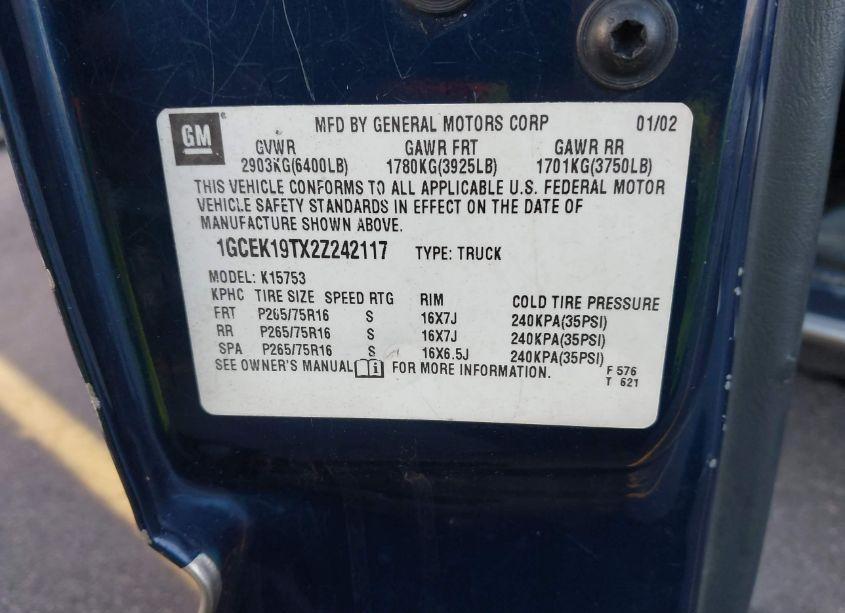 GM MFD BY GENERAL MOTORS CORP 01/02
GVWR GAWR FRT GAWR RR
2903KG(6400LB) 1780KG(3925LB) 1701KG(3750LB)
THIS VEHICLE CONFORMS TO ALL APPLICABLE U.S. FEDERAL MOTOR
VEHICLE SAFETY STANDARDS IN EFFECT ON THE DATE OF
MANUFACTURE SHOWN ABOVE.
1GCEK19TX2Z242117 TYPE: TRUCK
MODEL: K15753
KPHC TIRE SIZE SPEED RTG RIM COLD TIRE PRESSURE
FRT P265/75R16 S 16X7J 240KPA(35PSI)
RR P265/75R16 S 16X7J 240KPA(35PSI)
SPA P265/75R16 S 16X6.5J 240KPA(35PSI)
SEE OWNER'S MANUAL FOR MORE INFORMATION.
F 576
T 621